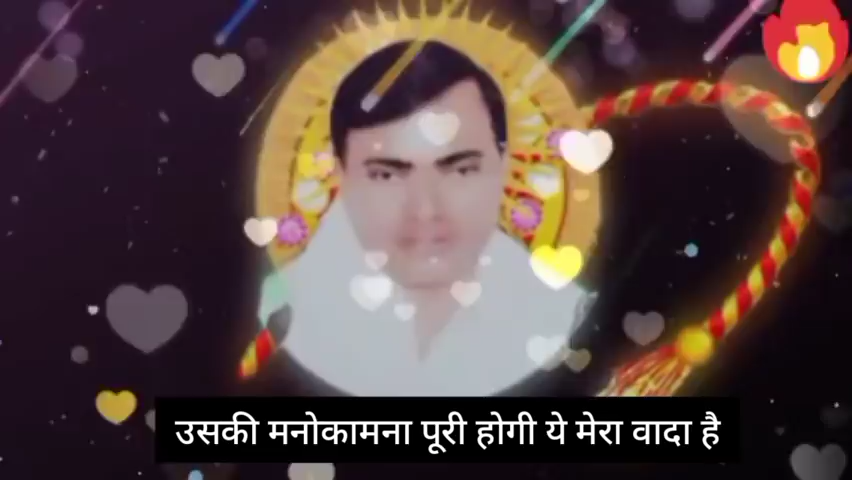 उसकी मनोकामना पूरी होगी ये मेरा वादा है